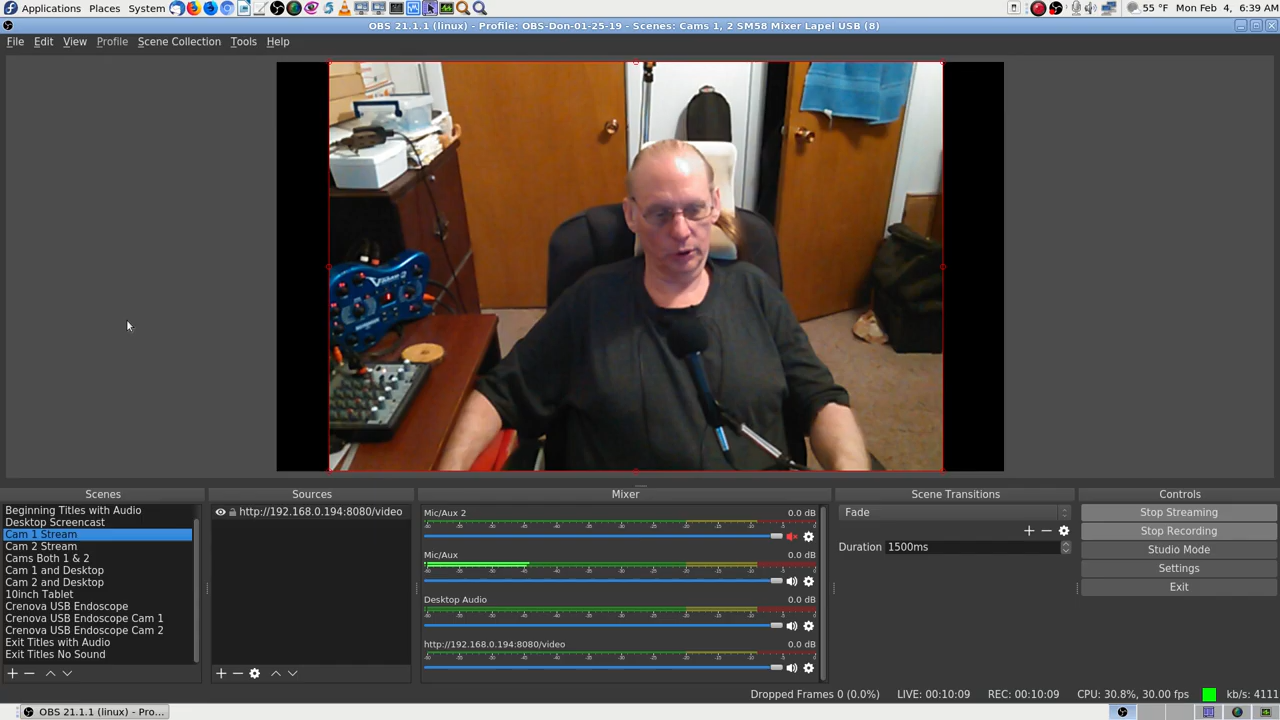 Applications Places System
55 °F Mon Feb 4, 6:39 AM
OBS 21.1.1 (linux) - Profile: OBS-Don-01-25-19 - Scenes: Cams 1, 2 SM58 Mixer Lapel USB (8)
File Edit View Profile Scene Collection Tools Help
Scenes
Beginning Titles with Audio
Desktop Screencast
Cam 1 Stream
Cam 2 Stream
Cams Both 1 & 2
Cam 1 and Desktop
Cam 2 and Desktop
10inch Tablet
Crenova USB Endoscope
Crenova USB Endoscope Cam 1
Crenova USB Endoscope Cam 2
Exit Titles with Audio
Exit Titles No Sound
Sources
http://192.168.0.194:8080/video
Mixer
Mic/Aux 2 0.0 dB
Mic/Aux 0.0 dB
Desktop Audio 0.0 dB
http://192.168.0.194:8080/video 0.0 dB
Scene Transitions
Fade
Duration 1500ms
Controls
Stop Streaming
Stop Recording
Studio Mode
Settings
Exit
Dropped Frames 0 (0.0%) LIVE: 00:10:09 REC: 00:10:09 CPU: 30.8%, 30.00 fps kb/s: 4111
OBS 21.1.1 (linux) - Pro...